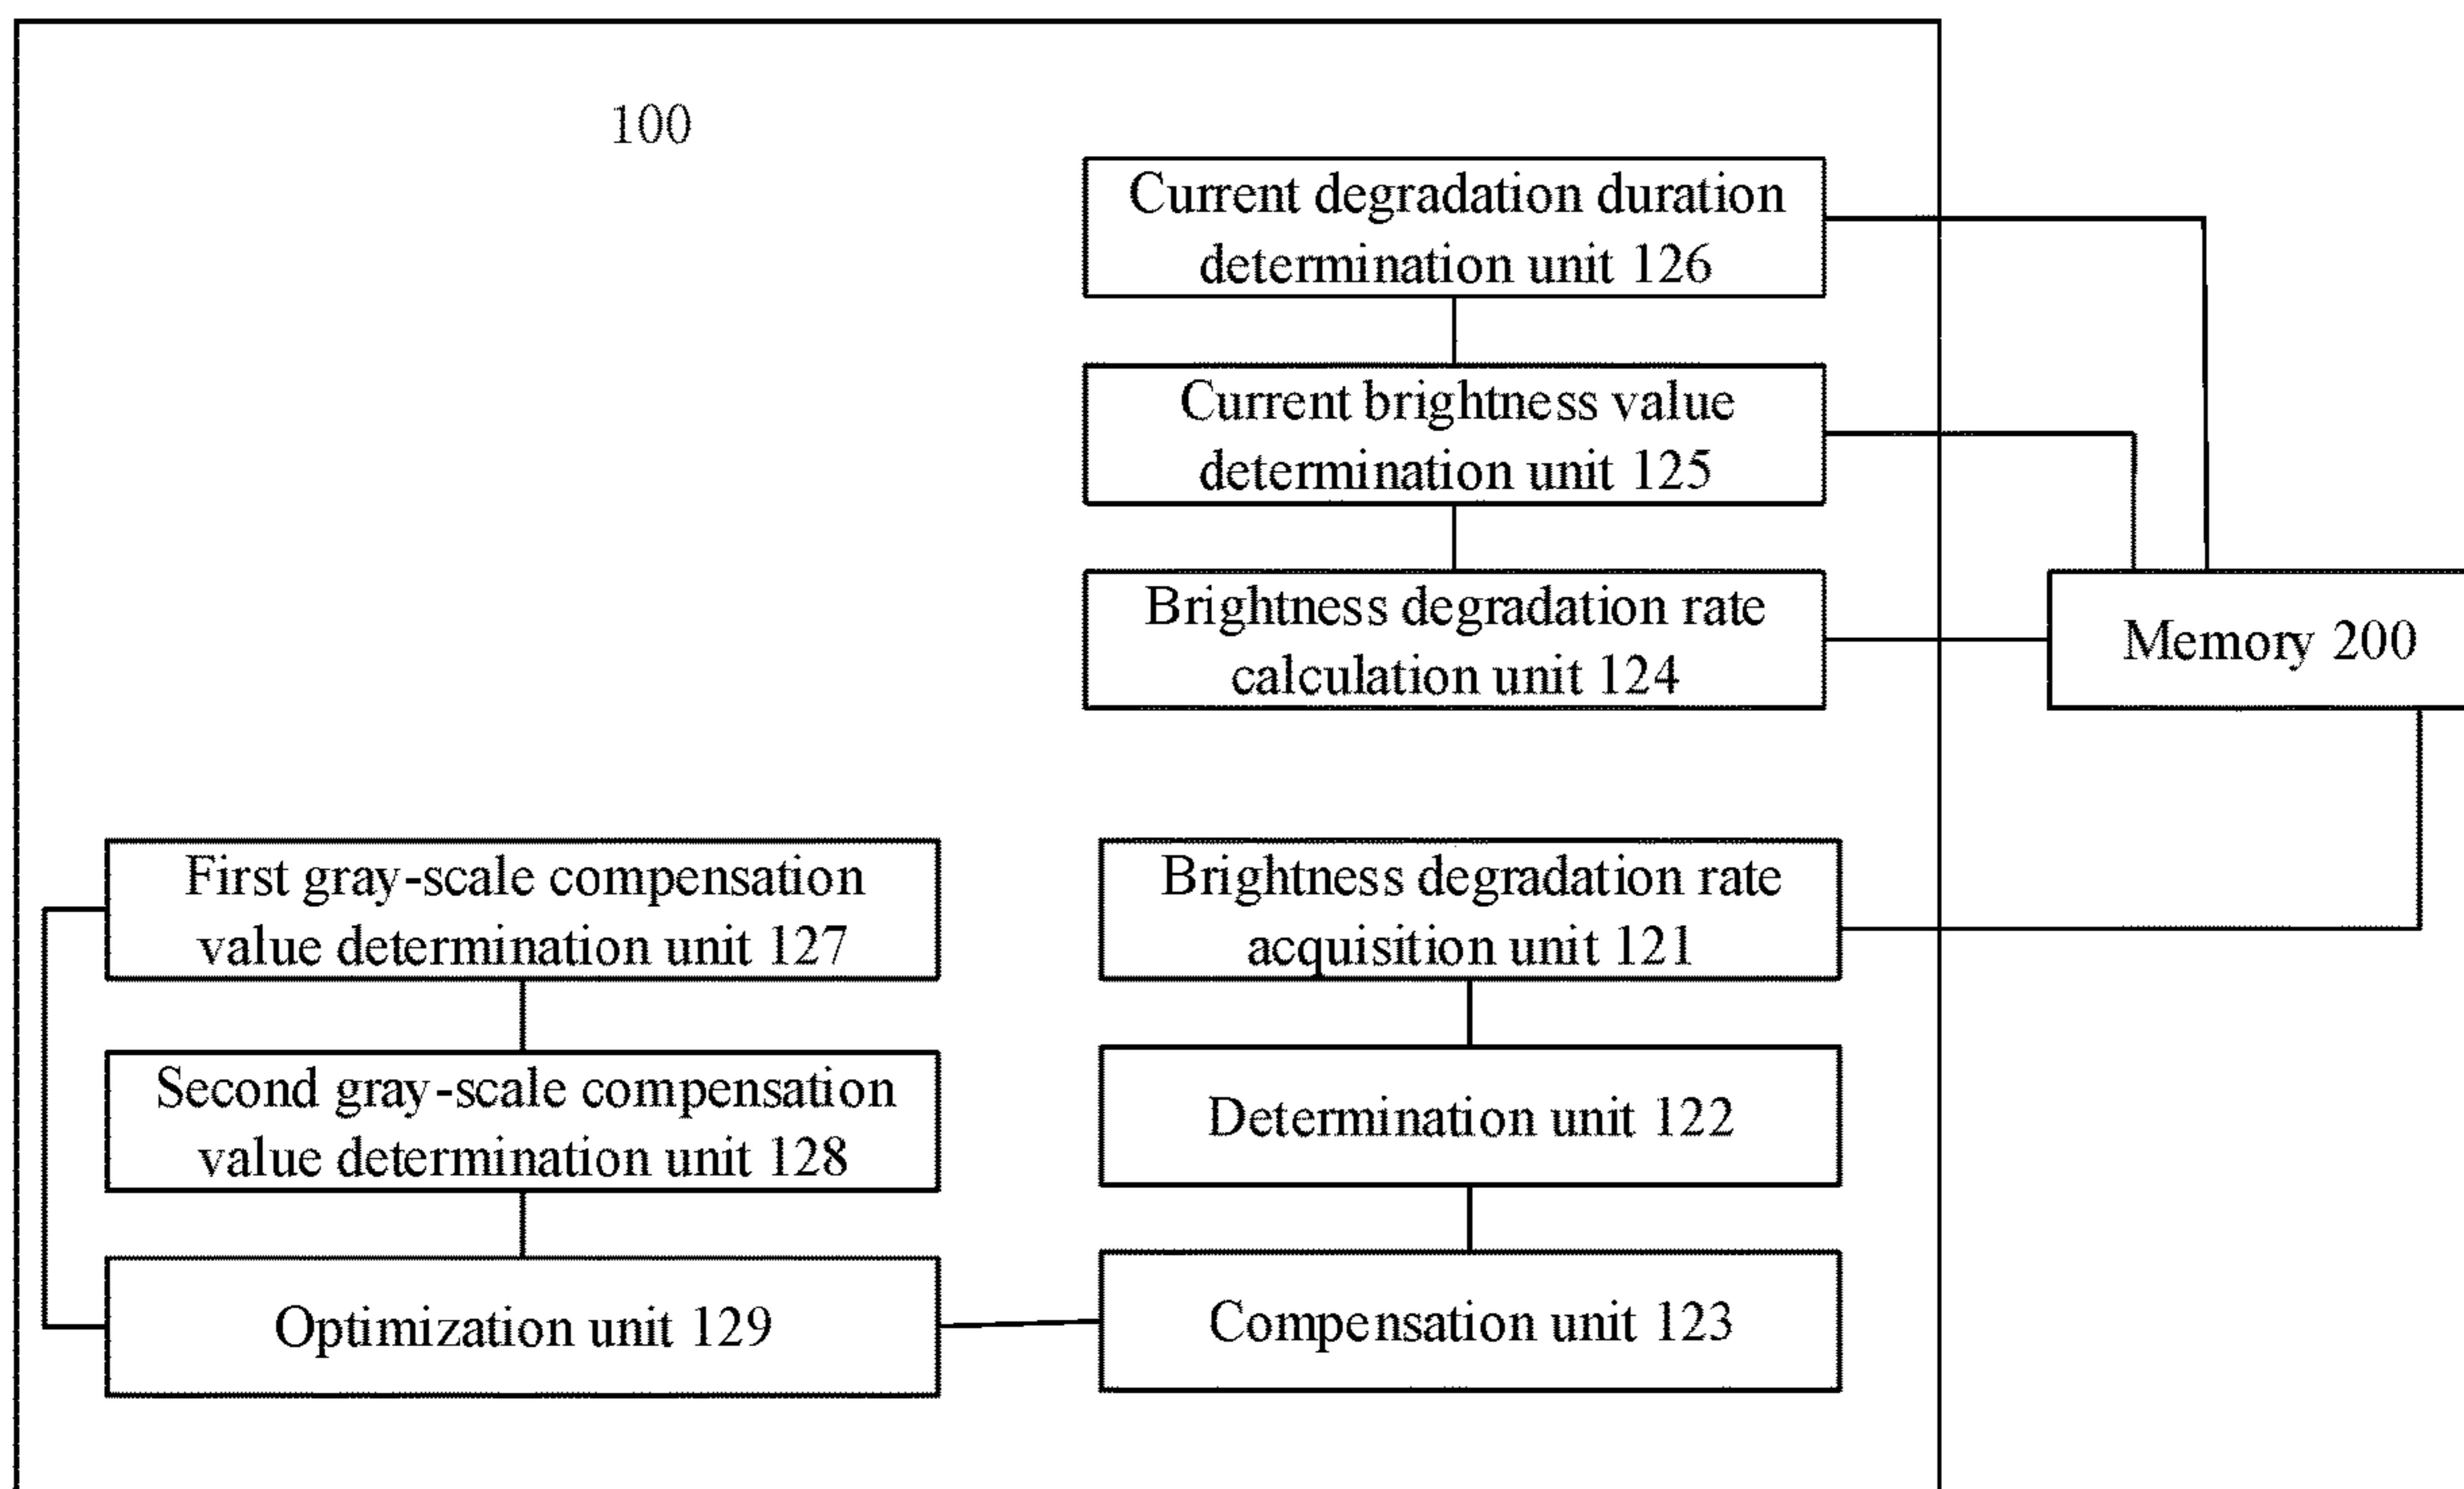 100
Current degradation duration
determination unit 126
Current brightness value
determination unit 125
Brightness degradation rate
calculation unit 124
Memory 200
First gray-scale compensation
value determination unit 127
Brightness degradation rate
acquisition unit 121
Second gray-scale compensation
value determination unit 128
Determination unit 122
Optimization unit 129
Compensation unit 123